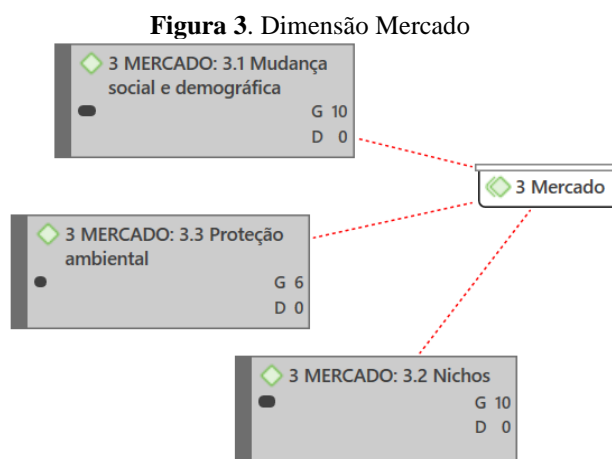 Figura 3. Dimensão Mercado
3 MERCADO: 3.1 Mudança
social e demográfica
G 10
D 0
3 Mercado
3 MERCADO: 3.3 Proteção
ambiental
G 6
D 0
3 MERCADO: 3.2 Nichos
G 10
D 0